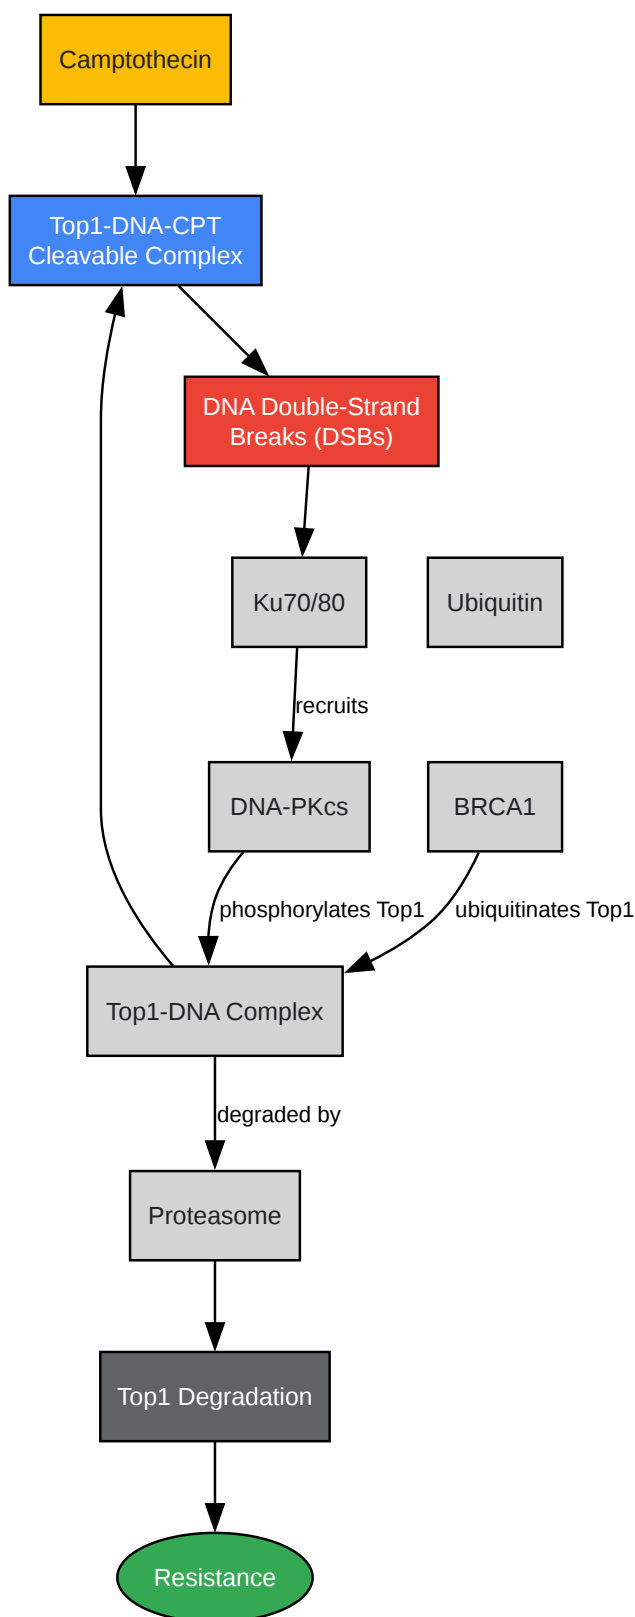 Camptothecin
Top1-DNA-CPT
Cleavable Complex
DNA Double-Strand
Breaks (DSBs)
Ku70/80
Ubiquitin
recruits
DNA-PKcs
BRCA1
phosphorylates Top1
ubiquitinates Top1
Top1-DNA Complex
degraded by
Proteasome
Top1 Degradation
Resistance